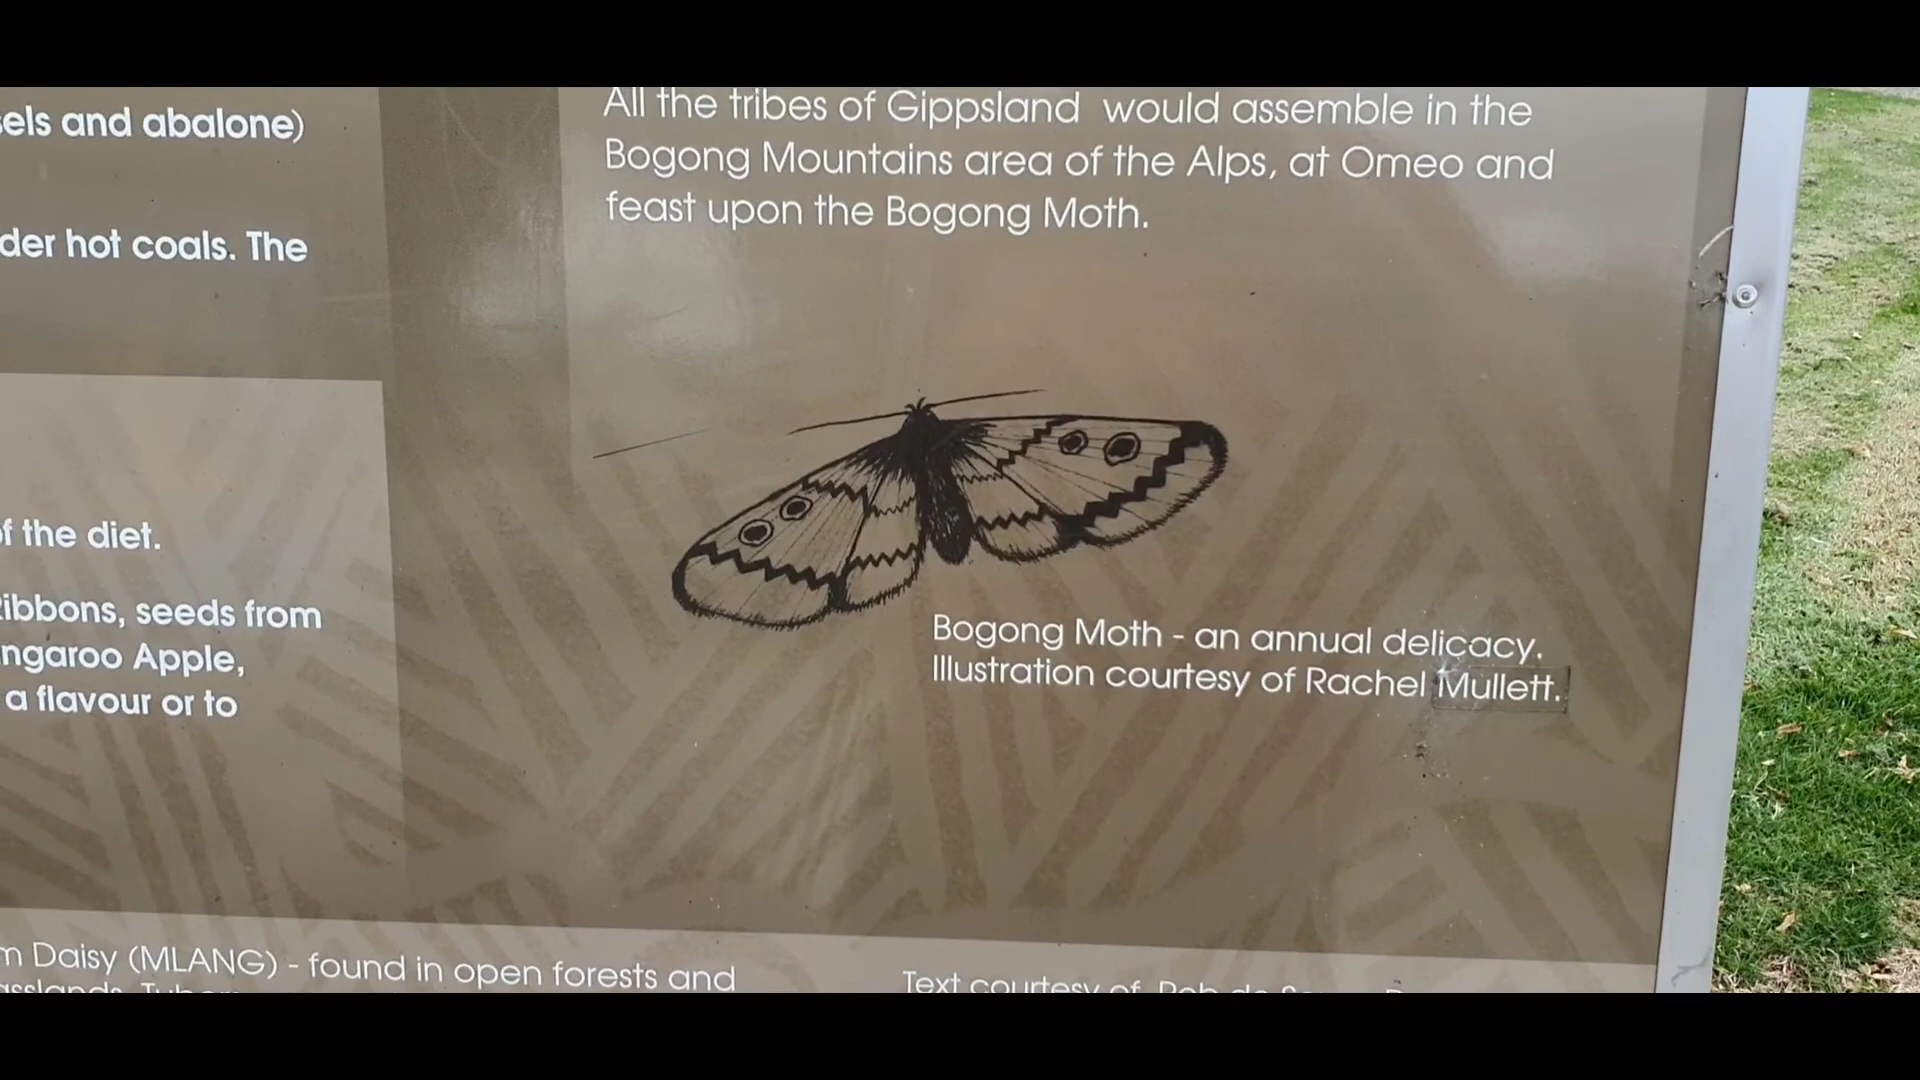 sels and abalone)
der hot coals. The
of the diet.
ibbons, seeds from
ngaroo Apple,
a flavour or to
All the tribes of Gippsland would assemble in the
Bogong Mountains area of the Alps, at Omeo and
feast upon the Bogong Moth.
Bogong Moth - an annual delicacy.
Illustration courtesy of Rachel Mullett.
m Daisy (MLANG) - found in open forests and
Text courtesy of